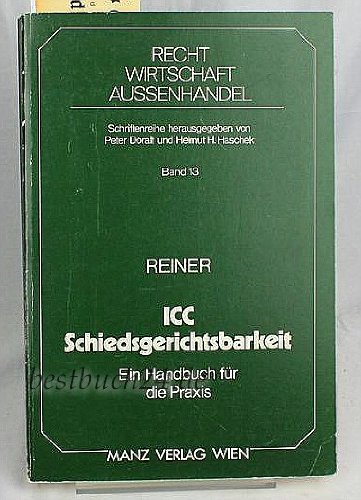 RECHT
WIRTSCHAFT
AUSSENHANDEL
Schriftenreihe herausgegeben von
Peter Doralt und Helmut H. Haschek
Band 13
REINER
ICC
Schiedsgerichtsbarkeit
Ein Handbuch für
die Praxis
MANZ VERLAG WIEN